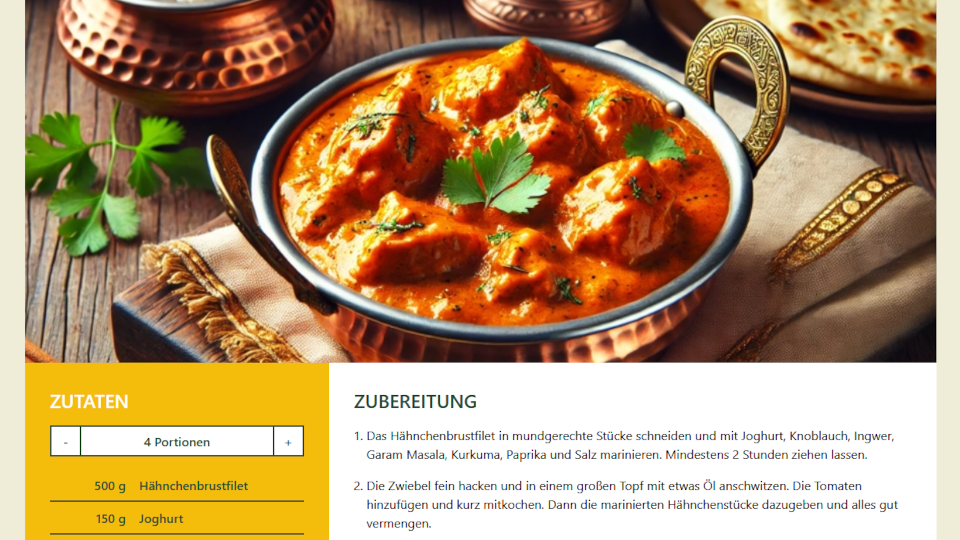 ZUTATEN
- 4 Portionen +
500 g Hähnchenbrustfilet
150 g Joghurt
ZUBEREITUNG
1. Das Hähnchenbrustfilet in mundgerechte Stücke schneiden und mit Joghurt, Knoblauch, Ingwer,
Garam Masala, Kurkuma, Paprika und Salz marinieren. Mindestens 2 Stunden ziehen lassen.
2. Die Zwiebel fein hacken und in einem großen Topf mit etwas Öl anschwitzen. Die Tomaten
hinzufügen und kurz mitkochen. Dann die marinierten Hähnchenstücke dazugeben und alles gut
vermengen.